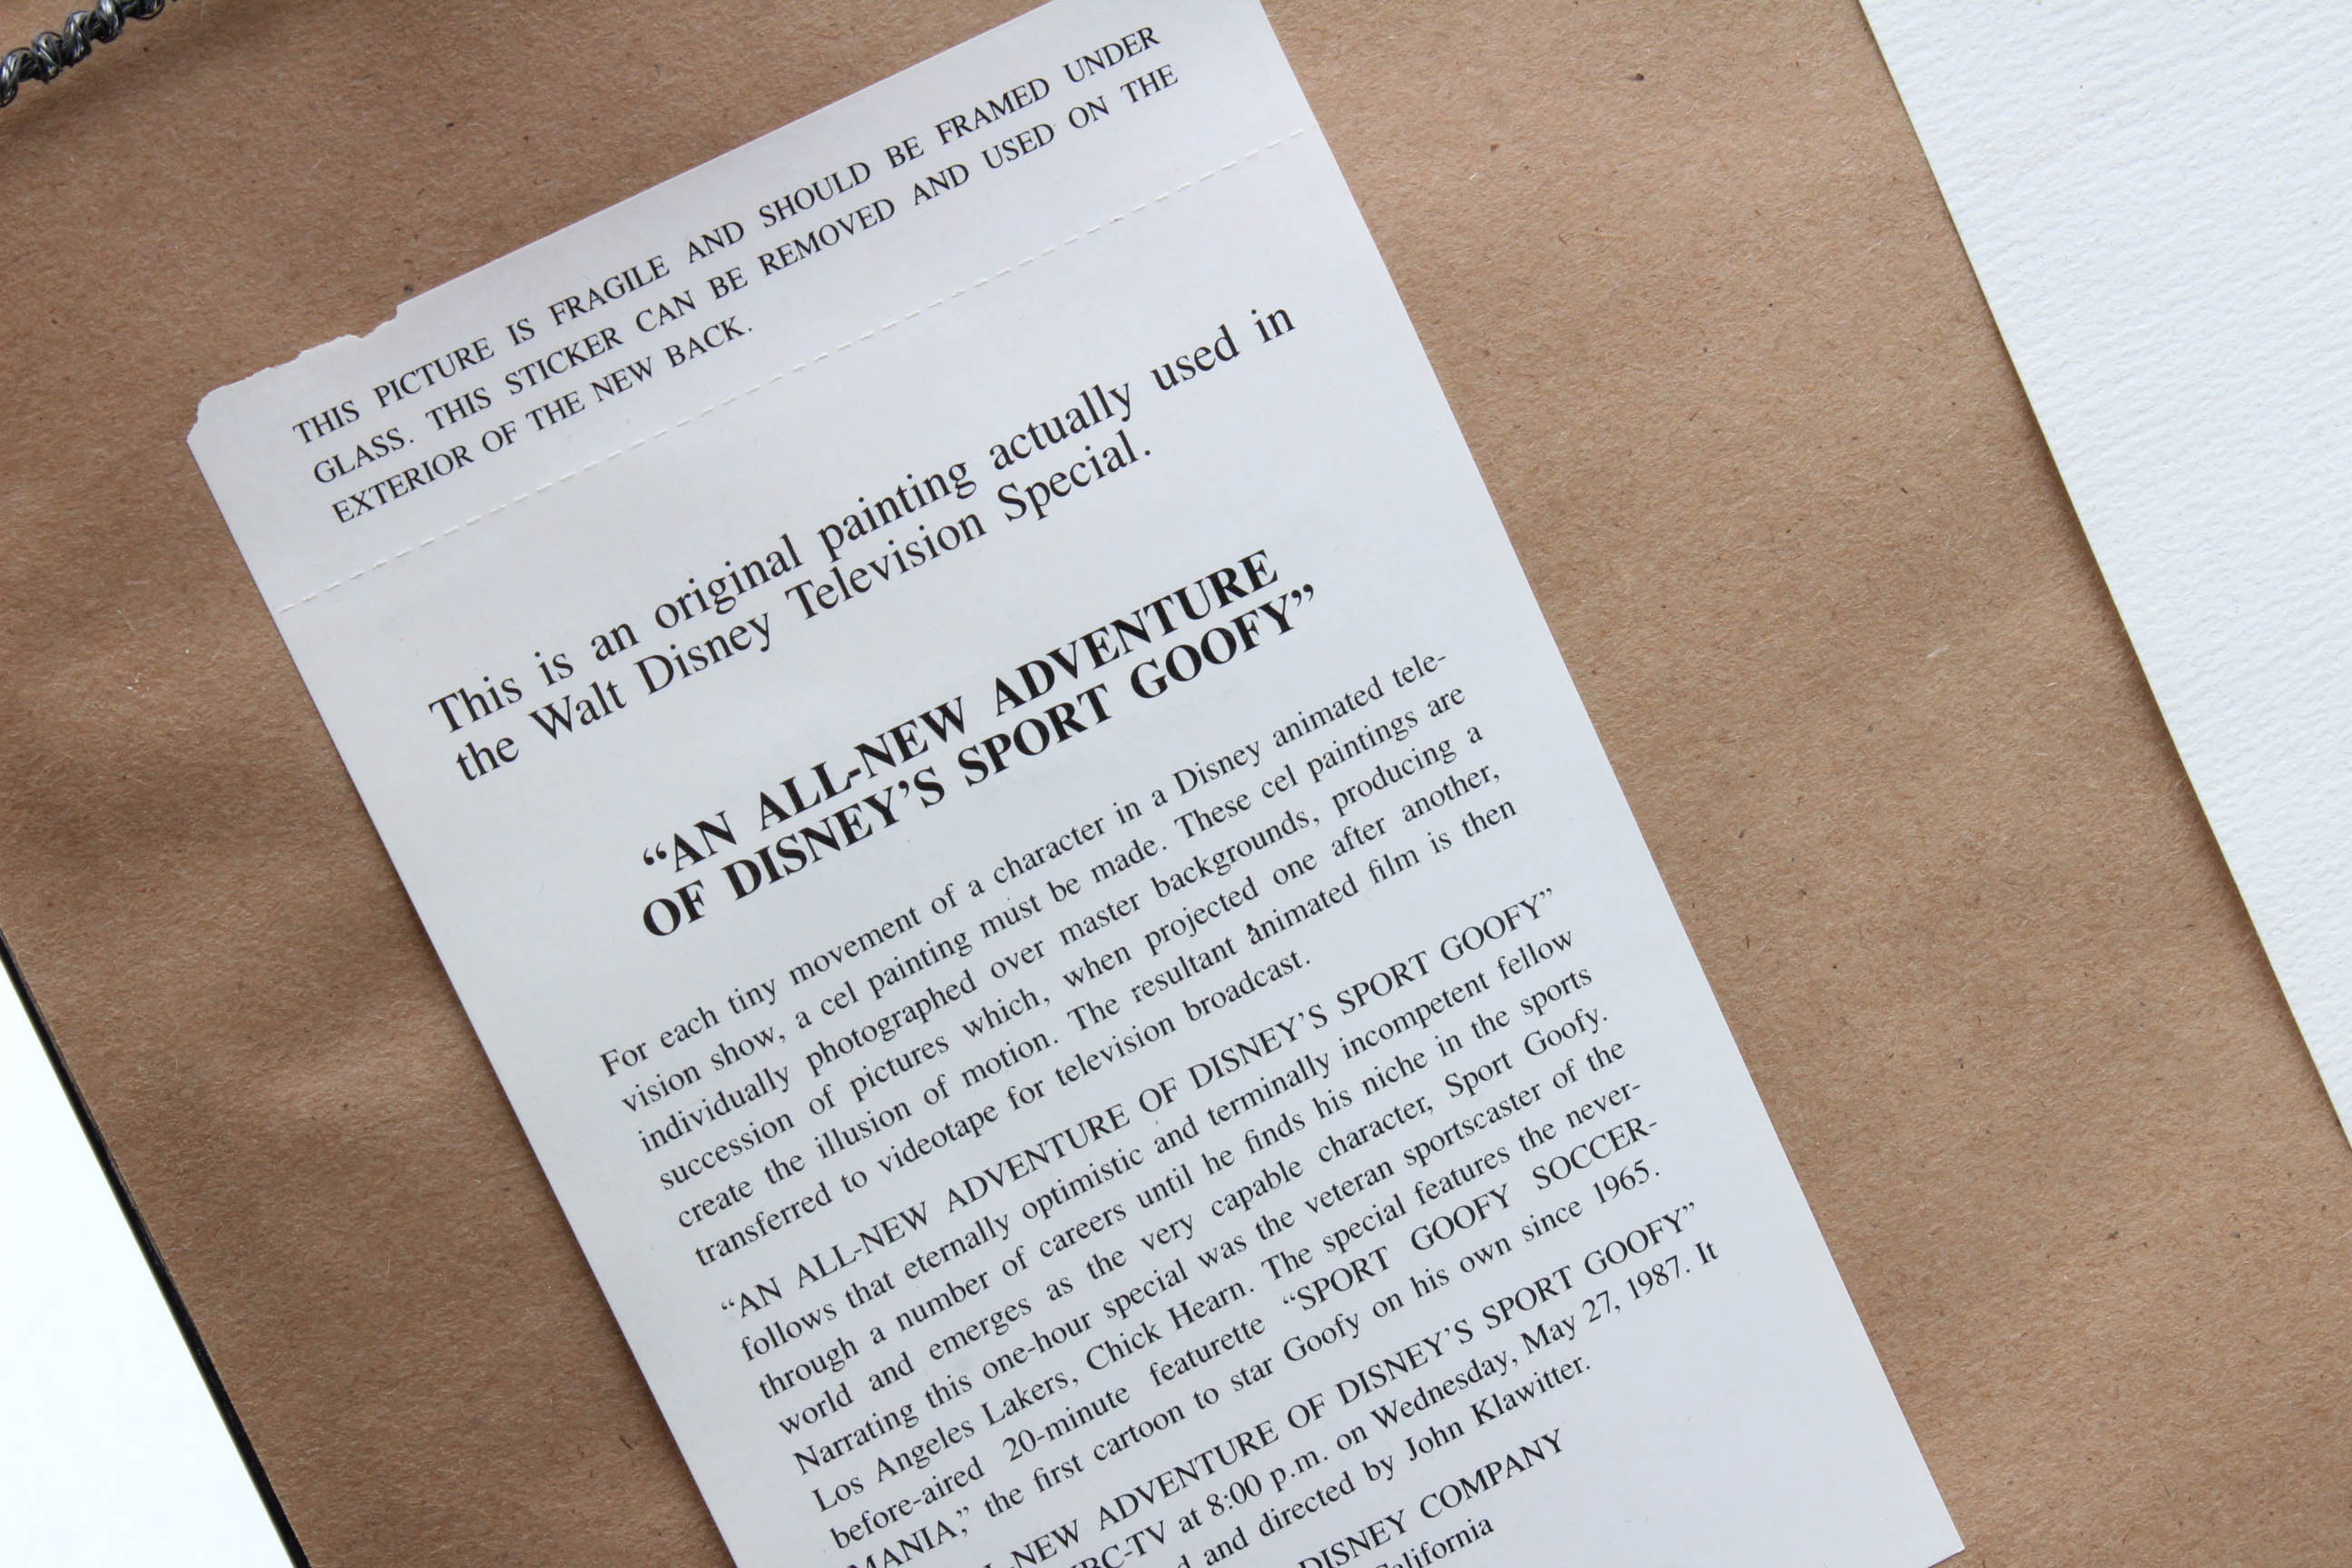 THIS PICTURE IS FRAGILE AND SHOULD BE FRAMED UNDER
GLASS. THIS STICKER CAN BE REMOVED AND USED ON THE
EXTERIOR OF THE NEW BACK.
This is an original painting actually used in
the Walt Disney Television Special.
“AN ALL-NEW ADVENTURE
OF DISNEY’S SPORT GOOFY”
For each tiny movement of a character in a Disney animated tele-
vision show, a cel painting must be made. These cel paintings are
individually photographed over master backgrounds, producing a
succession of pictures which, when projected one after another,
create the illusion of motion. The resultant animated film is then
transferred to videotape for television broadcast.
“AN ALL-NEW ADVENTURE OF DISNEY’S SPORT GOOFY”
follows that eternally optimistic and terminally incompetent fellow
through a number of careers until he finds his niche in the sports
world and emerges as the very capable character, Sport Goofy.
Narrating this one-hour special was the veteran sportscaster of the
Los Angeles Lakers, Chick Hearn. The special features the never-
before-aired 20-minute featurette “SPORT GOOFY SOCCER-
MANIA,” the first cartoon to star Goofy on his own since 1965.
-NEW ADVENTURE OF DISNEY’S SPORT GOOFY”
BC-TV at 8:00 p.m. on Wednesday, May 27, 1987. It
and directed by John Klawitter.
DISNEY COMPANY
California